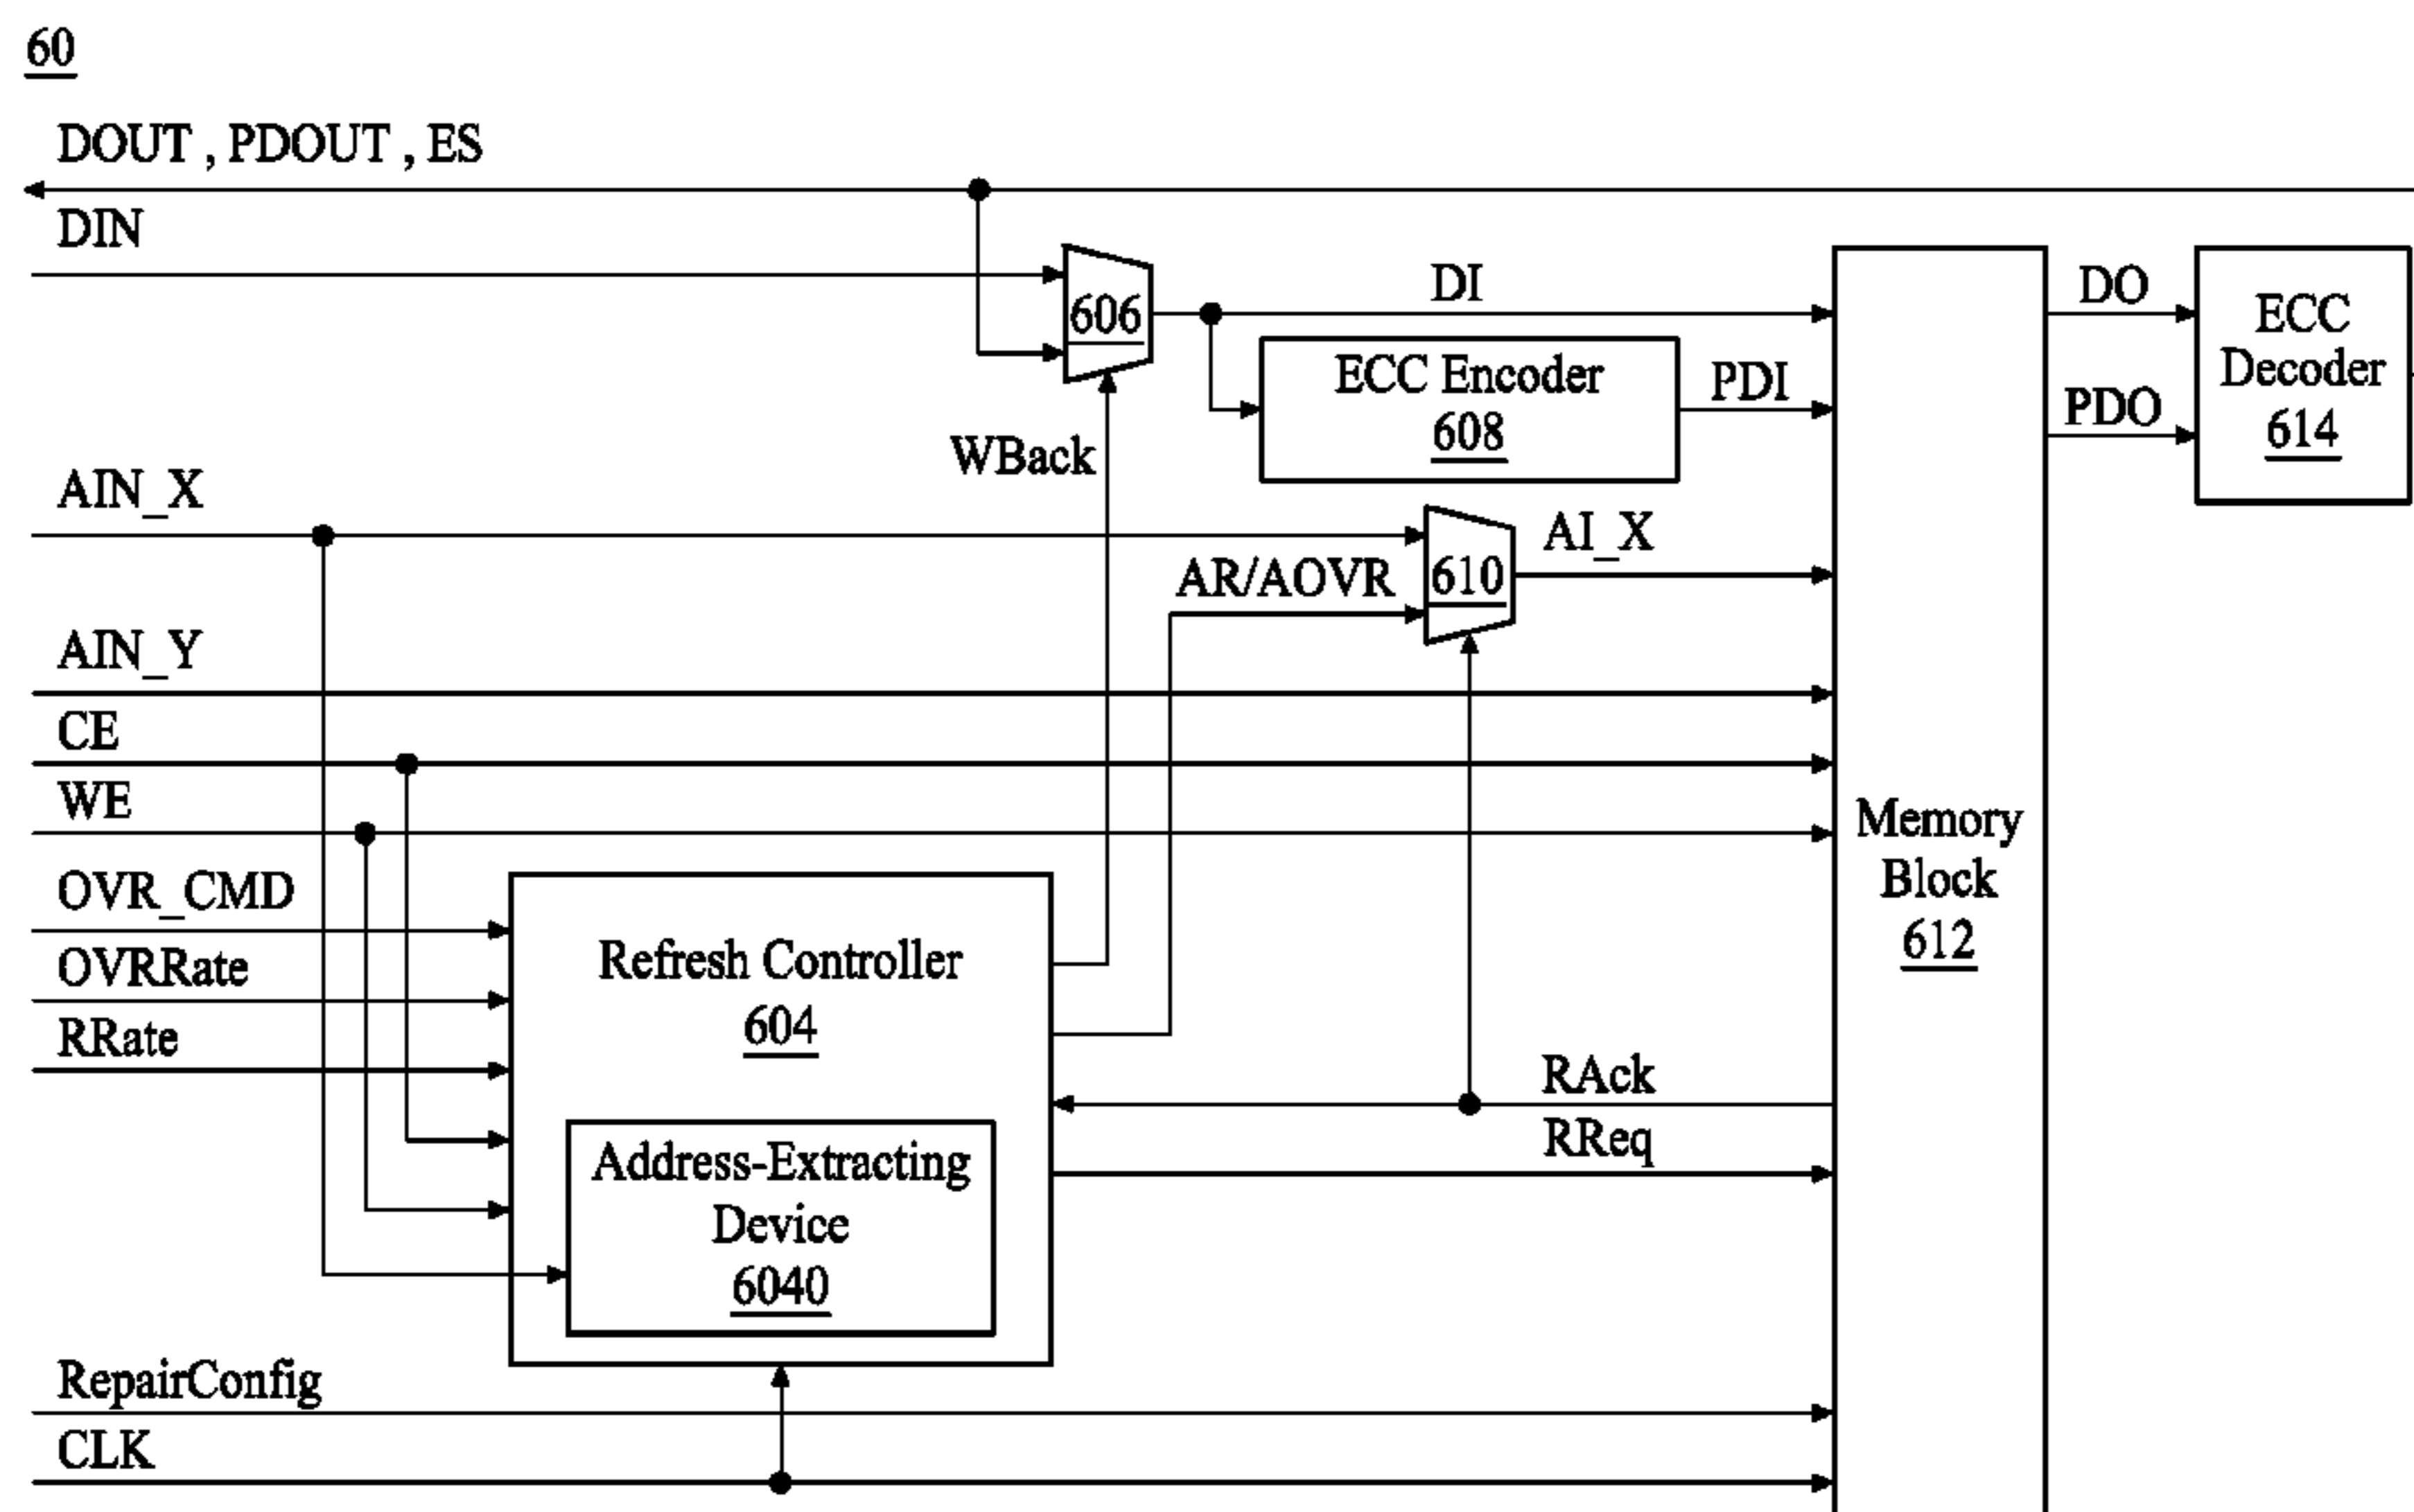 60
DOUT , PDOUT , ES
DIN
606
DI
ECC Encoder
608
PDI
DO
PDO
ECC
Decoder
614
WBack
AIN_X
AR/AOVR
610
AI_X
AIN_Y
CE
WE
OVR_CMD
OVRRate
RRate
Refresh Controller
604
Address-Extracting
Device
6040
RAck
RReq
Memory
Block
612
RepairConfig
CLK